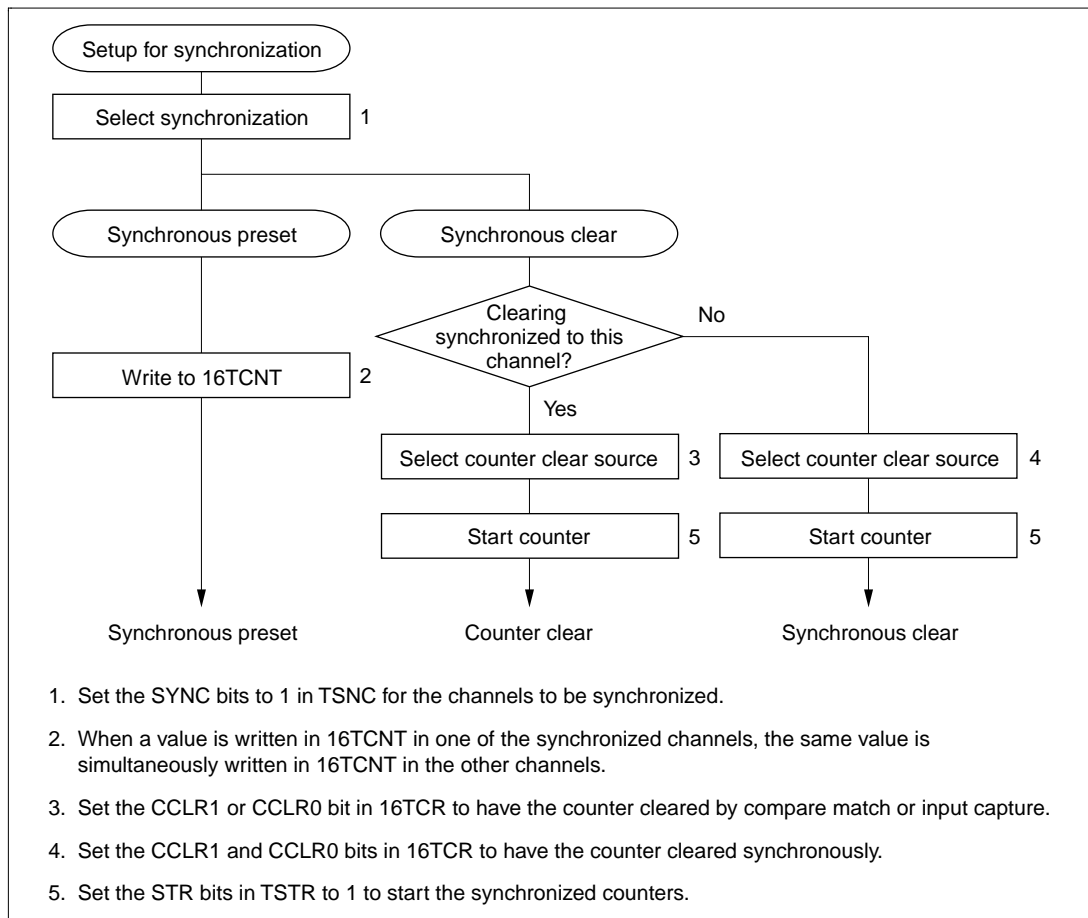 Setup for synchronization
Select synchronization 1
Synchronous preset
Synchronous clear
Clearing
synchronized to this
channel?
No
Write to 16TCNT 2
Yes
Select counter clear source 3
Select counter clear source 4
Start counter 5
Start counter 5
Synchronous preset
Counter clear
Synchronous clear
1. Set the SYNC bits to 1 in TSNC for the channels to be synchronized.
2. When a value is written in 16TCNT in one of the synchronized channels, the same value is
simultaneously written in 16TCNT in the other channels.
3. Set the CCLR1 or CCLR0 bit in 16TCR to have the counter cleared by compare match or input capture.
4. Set the CCLR1 and CCLR0 bits in 16TCR to have the counter cleared synchronously.
5. Set the STR bits in TSTR to 1 to start the synchronized counters.